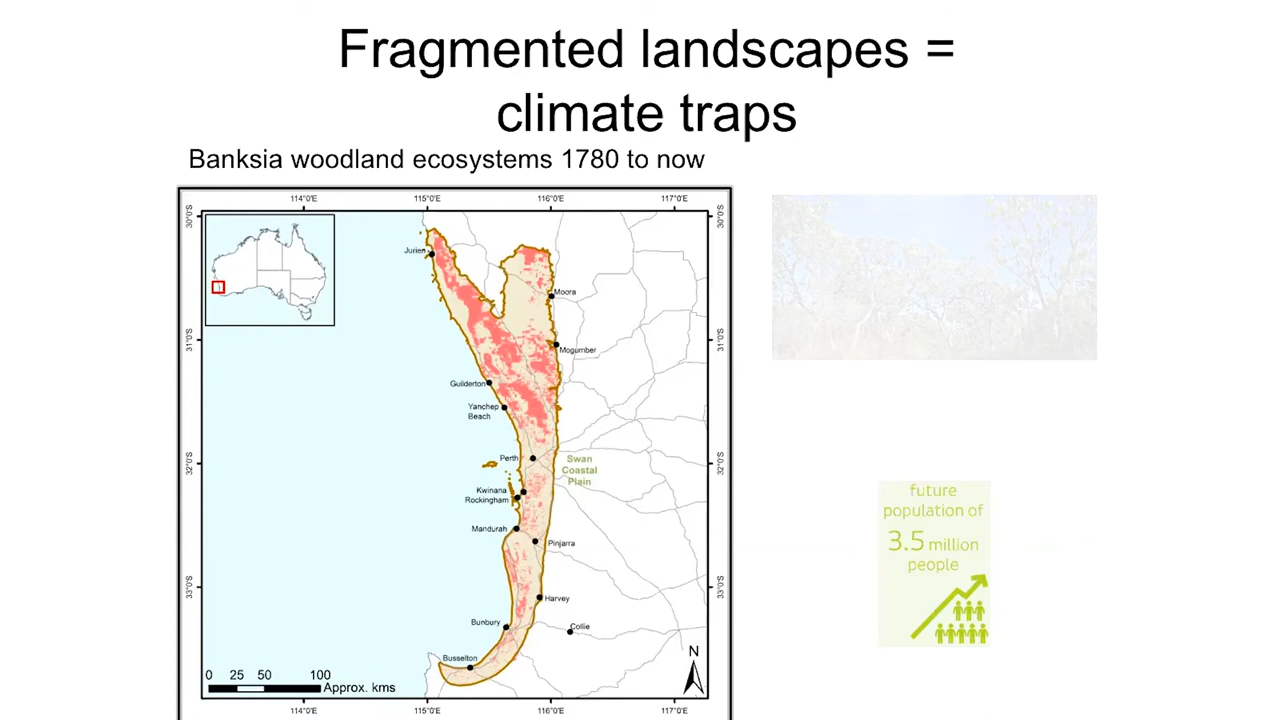 Fragmented landscapes =
climate traps
Banksia woodland ecosystems 1780 to now
114°0'E 115°0'E 116°0'E 117°0'E
30°0'S 30°0'S
Jurien
Moora
31°0'S 31°0'S
Mogumber
Guilderton
Yanchep
Beach
Perth
32°0'S 32°0'S
Swan
Coastal
Plain
Kwinana
Rockingham
Mandurah
Pinjarra
33°0'S 33°0'S
Harvey
Bunbury
Collie
Busselton
N
0 25 50 100
Approx. kms
114°0'E 115°0'E 116°0'E 117°0'E
future
population of
3.5 million
people